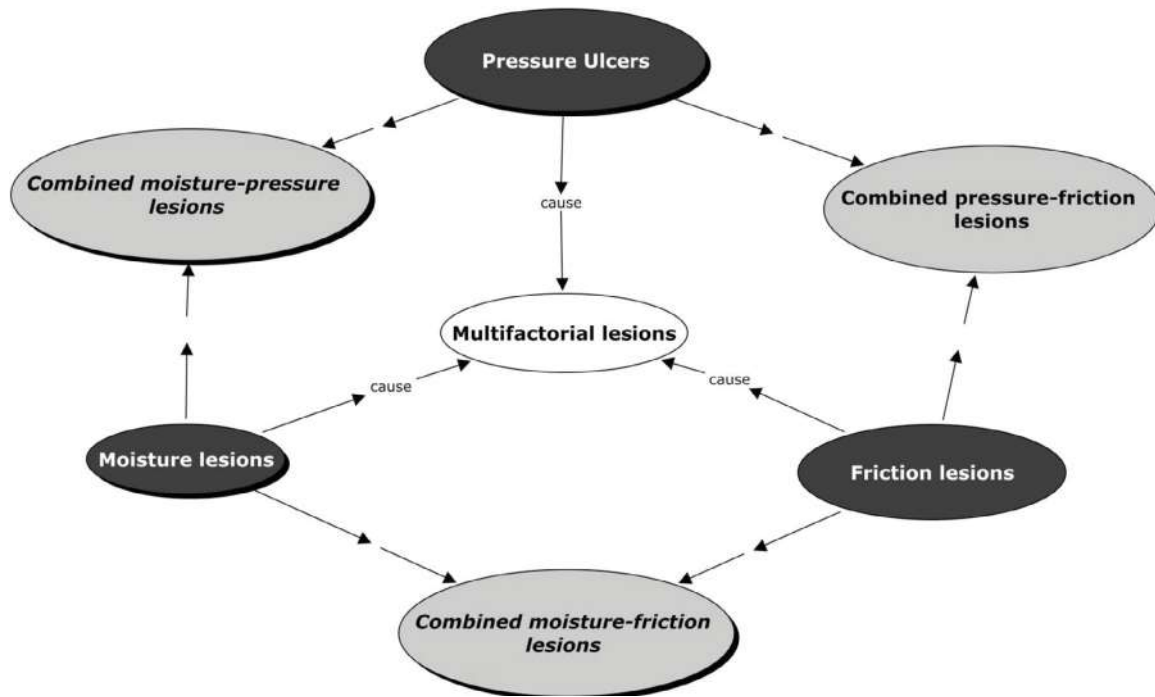 Pressure Ulcers
Combined moisture-pressure
lesions
Combined pressure-friction
lesions
cause
Multifactorial lesions
cause
cause
Moisture lesions
Friction lesions
Combined moisture-friction
lesions